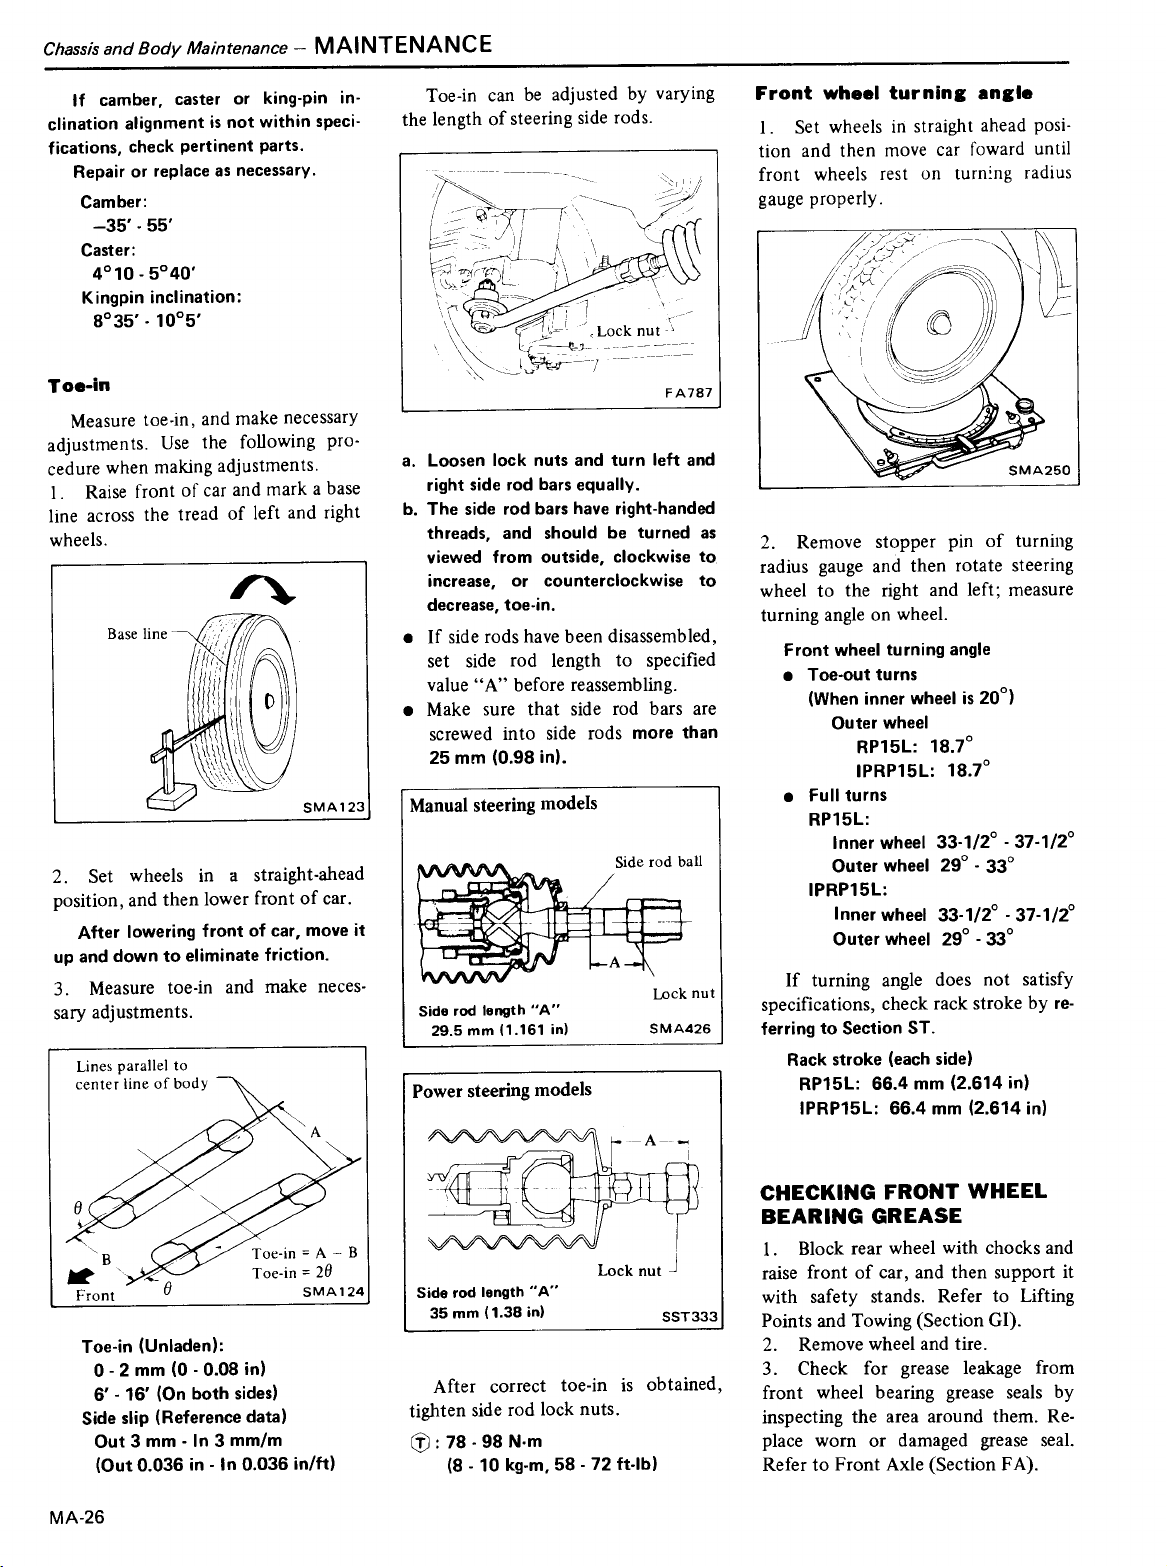 Chassis and Body Maintenance – MAINTENANCE
If camber, caster or king-pin in-
clination alignment is not within speci-
fications, check pertinent parts.
Repair or replace as necessary.
Camber:
–35′ - 55′
Caster:
4°10 - 5°40′
Kingpin inclination:
8°35′ - 10°5′
Toe-in
Measure toe-in, and make necessary
adjustments. Use the following pro-
cedure when making adjustments.
1. Raise front of car and mark a base
line across the tread of left and right
wheels.
Base line
SMA123
2. Set wheels in a straight-ahead
position, and then lower front of car.
After lowering front of car, move it
up and down to eliminate friction.
3. Measure toe-in and make neces-
sary adjustments.
Lines parallel to
center line of body
A
θ
B
Toe-in = A – B
Toe-in = 2θ
Front
θ
SMA124
Toe-in (Unladen):
0 - 2 mm (0 - 0.08 in)
6′ - 16′ (On both sides)
Side slip (Reference data)
Out 3 mm - In 3 mm/m
(Out 0.036 in - In 0.036 in/ft)
Toe-in can be adjusted by varying
the length of steering side rods.
Lock nut
FA787
a. Loosen lock nuts and turn left and
right side rod bars equally.
b. The side rod bars have right-handed
threads, and should be turned as
viewed from outside, clockwise to
increase, or counterclockwise to
decrease, toe-in.
● If side rods have been disassembled,
set side rod length to specified
value “A” before reassembling.
● Make sure that side rod bars are
screwed into side rods more than
25 mm (0.98 in).
Manual steering models
Side rod ball
A
Lock nut
Side rod length “A”
29.5 mm (1.161 in)
SMA426
Power steering models
A
Lock nut
Side rod length “A”
35 mm (1.38 in)
SST333
After correct toe-in is obtained,
tighten side rod lock nuts.
Ⓣ : 78 - 98 N·m
(8 - 10 kg-m, 58 - 72 ft-lb)
Front wheel turning angle
1. Set wheels in straight ahead posi-
tion and then move car foward until
front wheels rest on turning radius
gauge properly.
SMA250
2. Remove stopper pin of turning
radius gauge and then rotate steering
wheel to the right and left; measure
turning angle on wheel.
Front wheel turning angle
● Toe-out turns
(When inner wheel is 20°)
Outer wheel
RP15L: 18.7°
IPRP15L: 18.7°
● Full turns
RP15L:
Inner wheel 33-1/2° - 37-1/2°
Outer wheel 29° - 33°
IPRP15L:
Inner wheel 33-1/2° - 37-1/2°
Outer wheel 29° - 33°
If turning angle does not satisfy
specifications, check rack stroke by re-
ferring to Section ST.
Rack stroke (each side)
RP15L: 66.4 mm (2.614 in)
IPRP15L: 66.4 mm (2.614 in)
CHECKING FRONT WHEEL
BEARING GREASE
1. Block rear wheel with chocks and
raise front of car, and then support it
with safety stands. Refer to Lifting
Points and Towing (Section GI).
2. Remove wheel and tire.
3. Check for grease leakage from
front wheel bearing grease seals by
inspecting the area around them. Re-
place worn or damaged grease seal.
Refer to Front Axle (Section FA).
MA-26